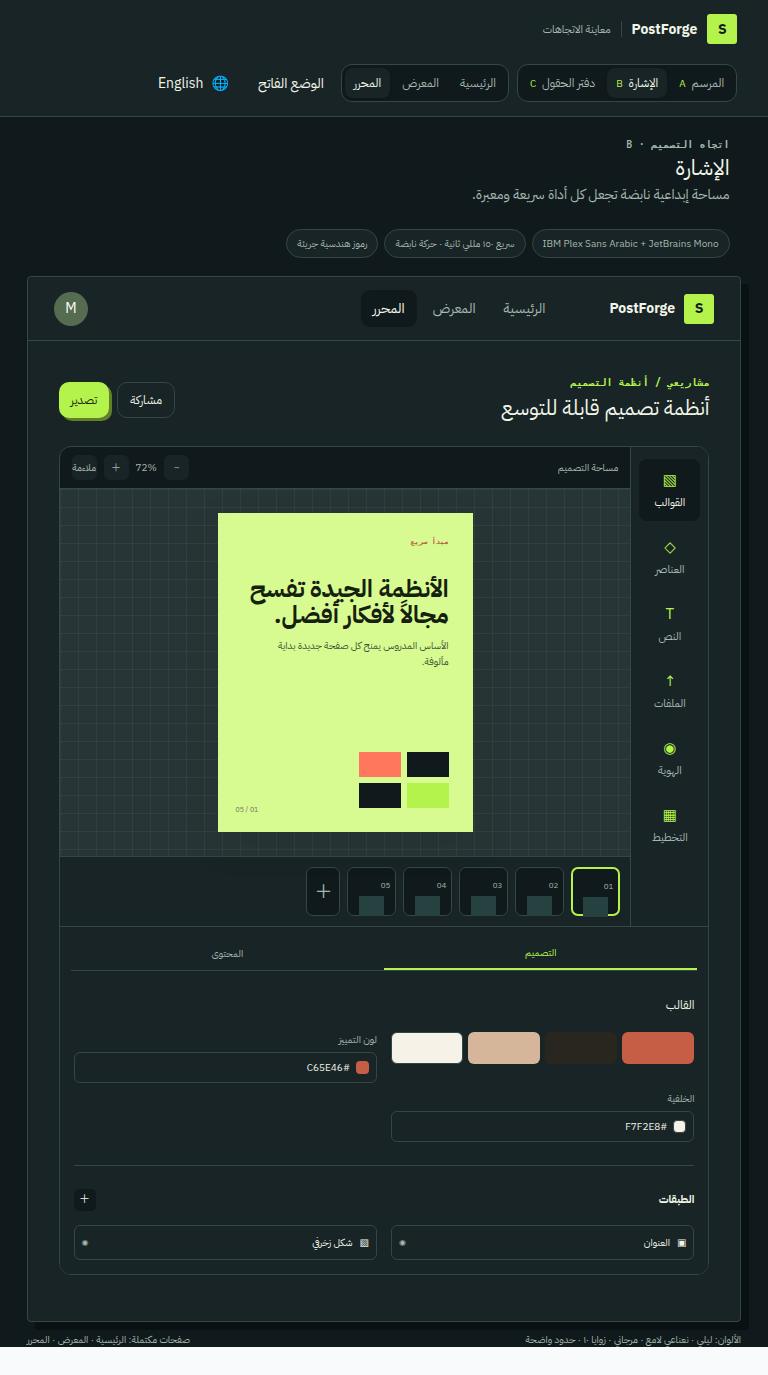 S PostForge معاينة الاتجاهات
المرسم A الإشارة B دفتر الحقول C الرئيسية المعرض المحرر الوضع الفاتح English
اتجاه التصميم · B
الإشارة
مساحة إبداعية نابضة تجعل كل أداة سريعة ومعبرة.
IBM Plex Sans Arabic + JetBrains Mono سريع ١٥٠ مللي ثانية · حركة نابضة رموز هندسية جريئة
S PostForge الرئيسية المعرض المحرر M
مشاريعي / أنظمة التصميم
أنظمة تصميم قابلة للتوسع
مشاركة تصدير
مساحة التصميم − 72% + ملاءمة
القوالب
العناصر
T
النص
الملفات
الهوية
التخطيط
مبدأ سريع
الأنظمة الجيدة تفسح
مجالاً لأفكار أفضل.
الأساس المدروس يمنح كل صفحة جديدة بداية
مألوفة.
05 / 01
01 02 03 04 05 +
التصميم المحتوى
القالب
لون التمييز
C65E46#
الخلفية
F7F2E8#
الطبقات +
العنوان شكل زخرفي
الألوان: ليلي · نعناعي لامع · مرجاني · زوايا ١٠ · حدود واضحة
صفحات مكتملة: الرئيسية · المعرض · المحرر